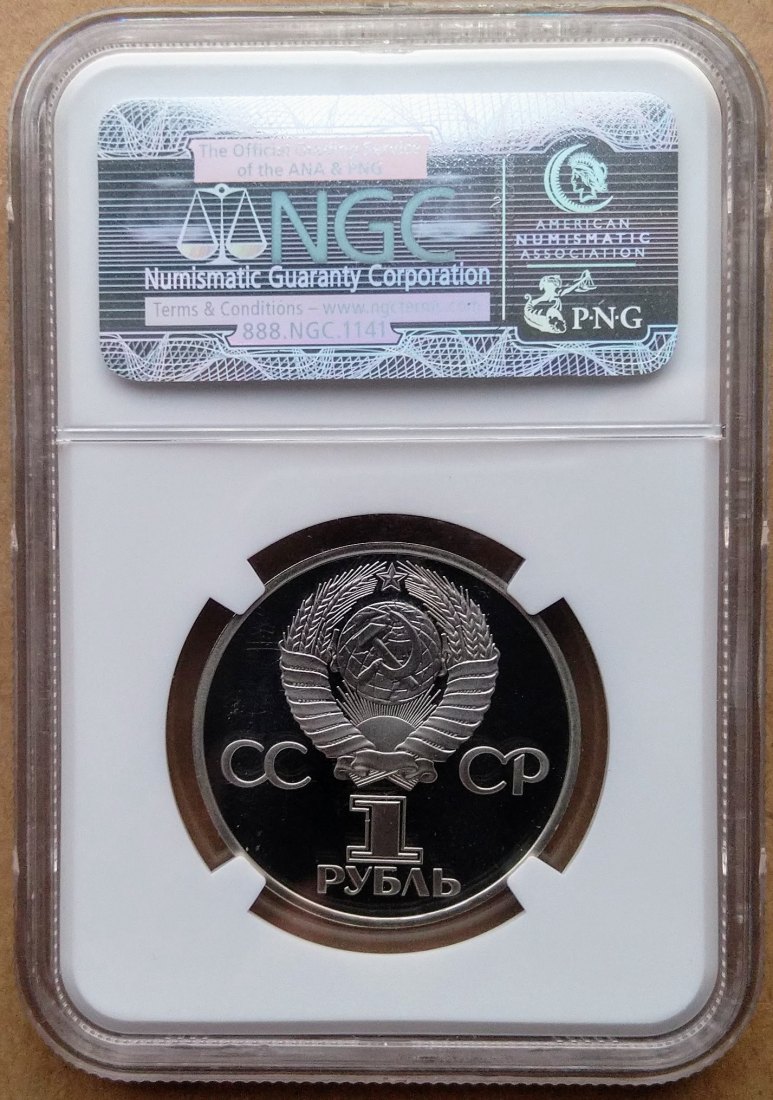 The Official Grading Service
of the ANA & PNG
NGC
Numismatic Guaranty Corporation
Terms & Conditions – www.ngcterms.com
888.NGC.1141
AMERICAN
NUMISMATIC
ASSOCIATION
P·N·G
СС СР
1
РУБЛЬ